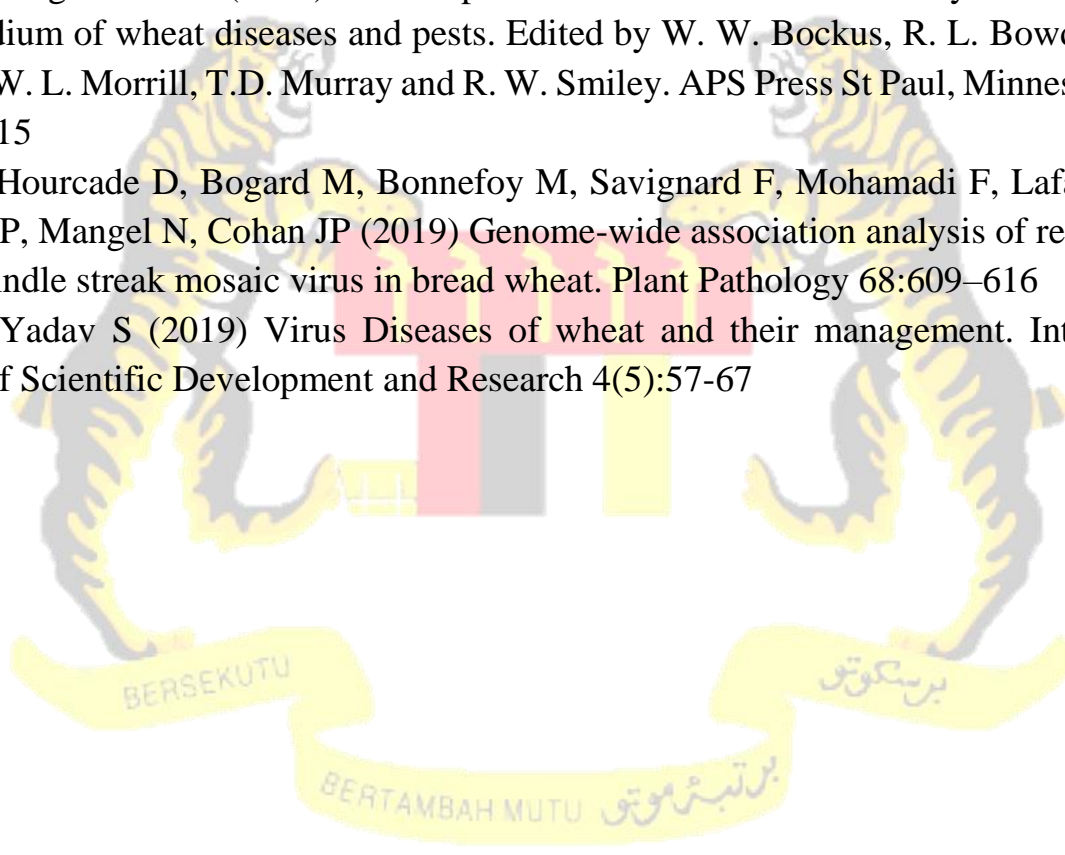 dium of wheat diseases and pests. Edited by W. W. Bockus, R. L. Bow
W. L. Morrill, T.D. Murray and R. W. Smiley. APS Press St Paul, Minnes
15
Hourcade D, Bogard M, Bonnefoy M, Savignard F, Mohamadi F, Lafa
P, Mangel N, Cohan JP (2019) Genome-wide association analysis of re
ndle streak mosaic virus in bread wheat. Plant Pathology 68:609–616
Yadav S (2019) Virus Diseases of wheat and their management. Int
f Scientific Development and Research 4(5):57-67
BERSEKUTU برسكوتو
BERTAMBAH MUTU برتمبه موتو